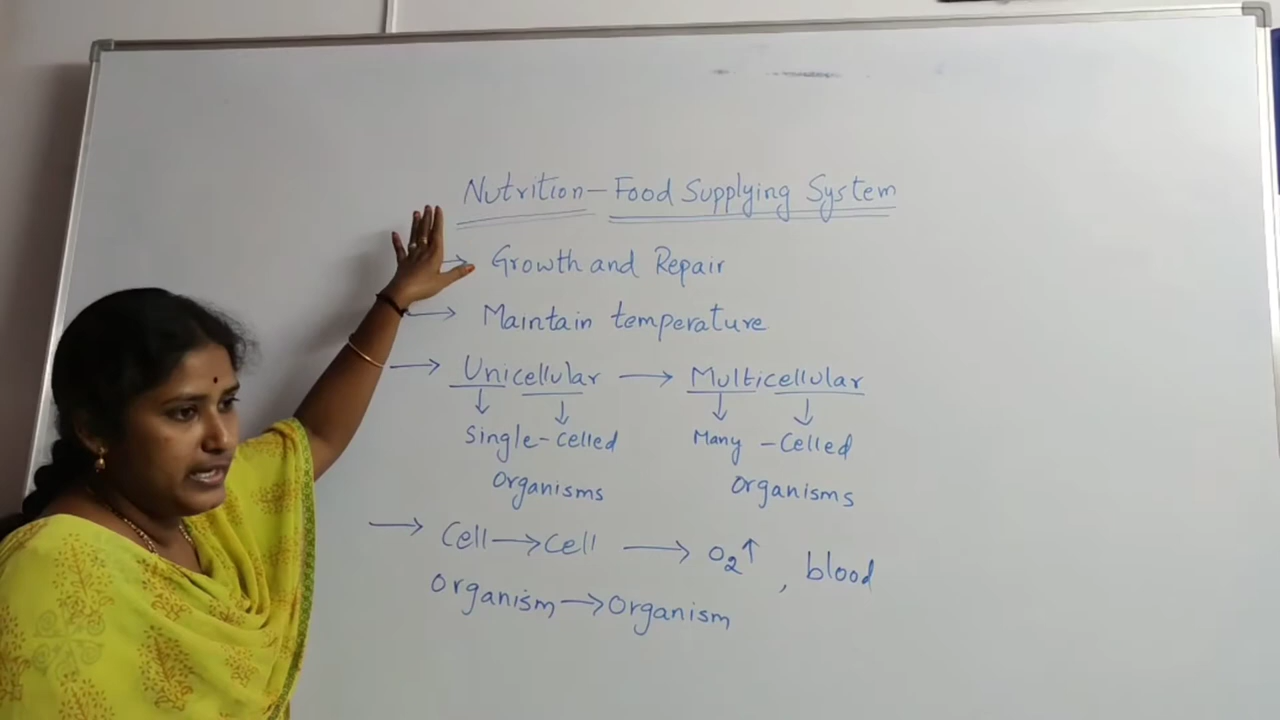 Nutrition – Food Supplying System
→ Growth and Repair
→ Maintain temperature
→ Unicellular → Multicellular
↓ ↓ ↓ ↓
Single-celled Many-celled
Organisms Organisms
→ Cell → Cell → O₂↑, blood
Organism → Organism